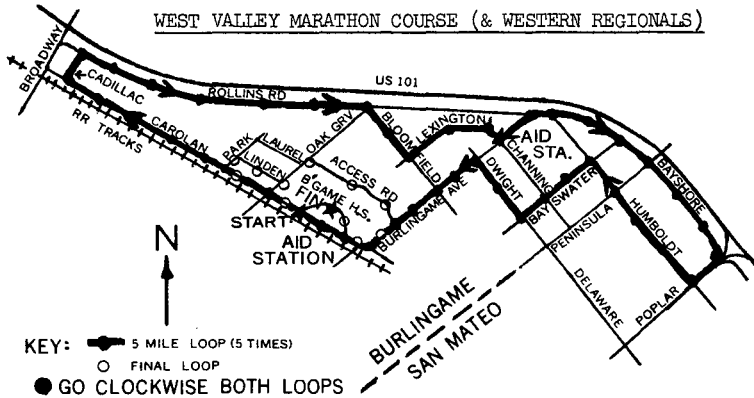 WEST VALLEY MARATHON COURSE (& WESTERN REGIONALS)
BROADWAY
CADILLAC
ROLLINS RD
US 101
RR TRACKS
CAROLAN
PARK
LINDEN
LAUREL
OAK GRV
ACCESS RD
BLOOMFIELD
LEXINGTON
AID
STA.
CHANNING
DWIGHT
BAYSWATER
BAYSHORE
B'GAME H.S.
FIN
START
AID
STATION
BURLINGAME AVE
PENINSULA
HUMBOLDT
DELAWARE
POPLAR
N
BURLINGAME
SAN MATEO
KEY: 5 MILE LOOP (5 TIMES)
FINAL LOOP
GO CLOCKWISE BOTH LOOPS